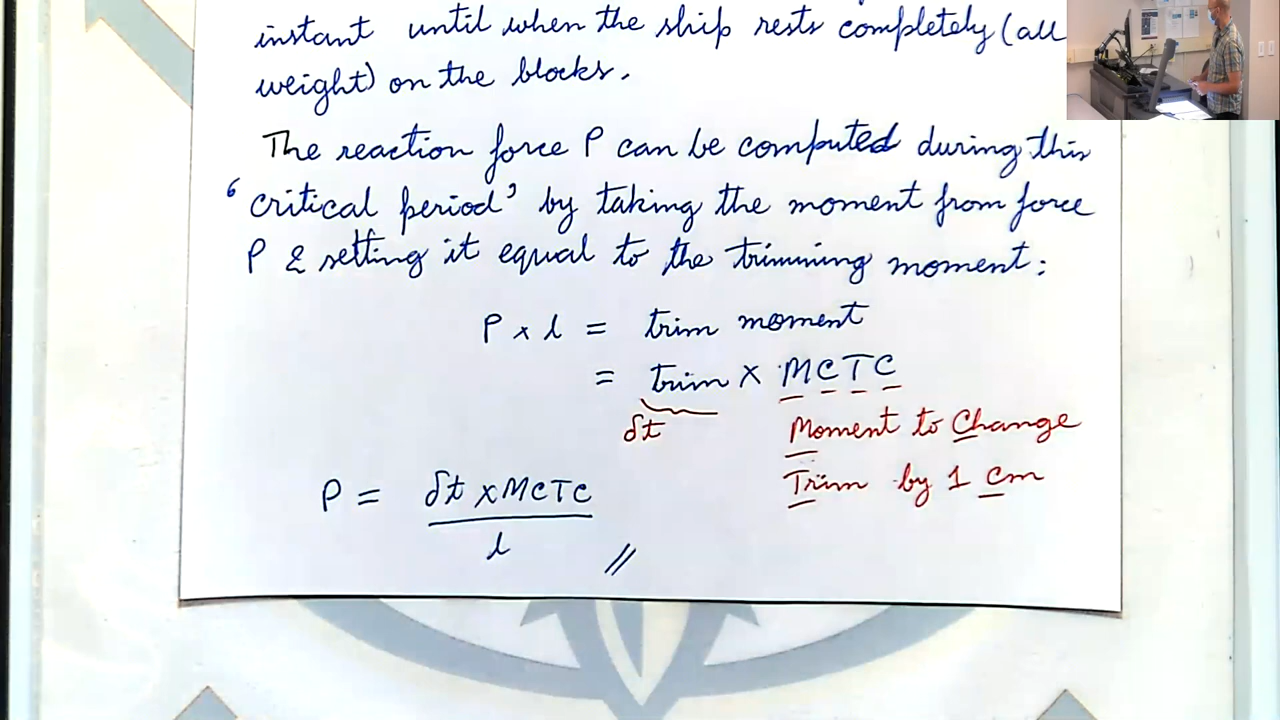 instant until when the ship rests completely (all
weight) on the blocks.
The reaction force P can be computed during this
'critical period' by taking the moment from force
P & setting it equal to the trimming moment:
P x l = trim moment
= trim x MCTC
δt
Moment to Change
Trim by 1 cm
P = δt x MCTC
l
//